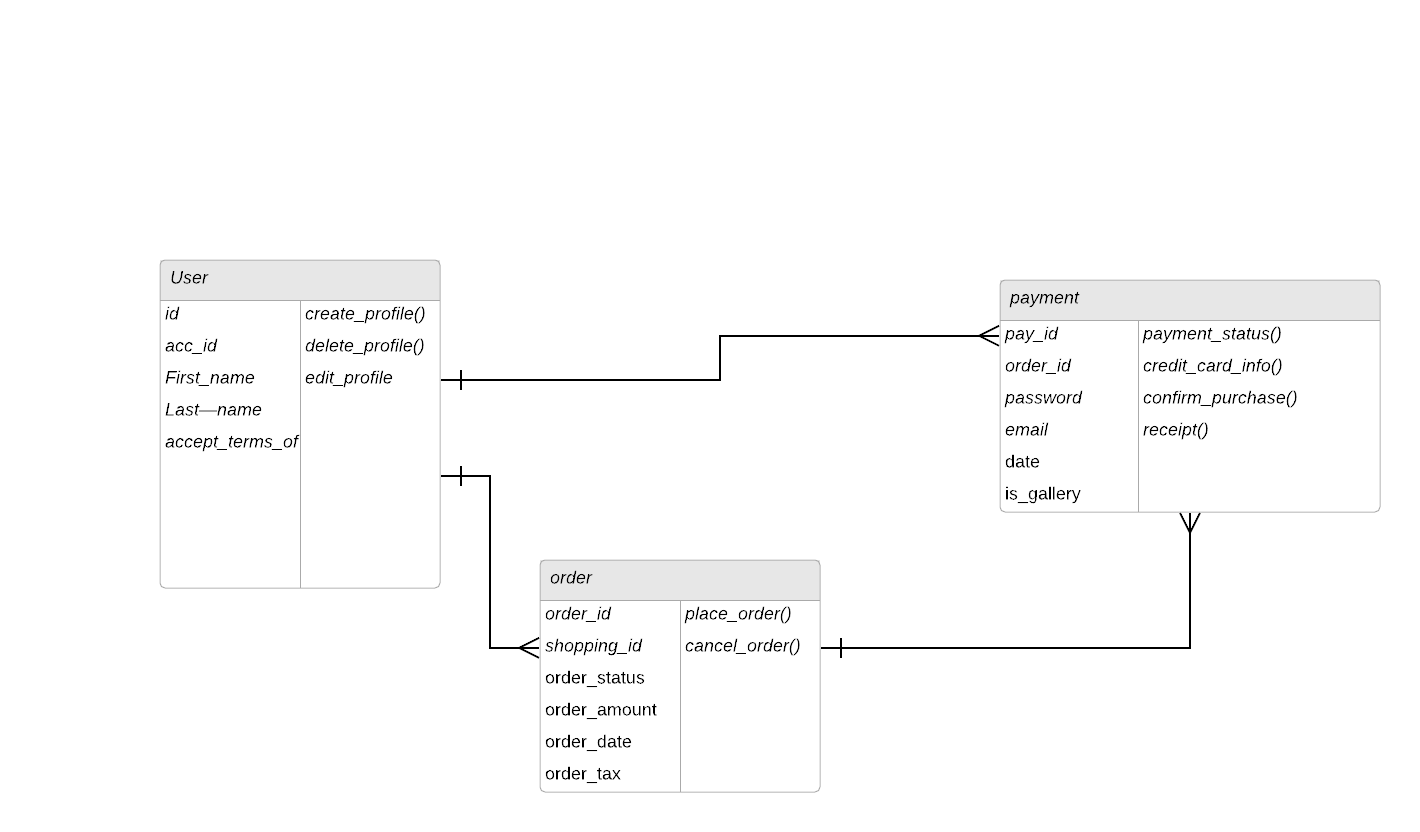 User
id create_profile()
acc_id delete_profile()
First_name edit_profile
Last—name
accept_terms_of
payment
pay_id payment_status()
order_id credit_card_info()
password confirm_purchase()
email receipt()
date
is_gallery
order
order_id place_order()
shopping_id cancel_order()
order_status
order_amount
order_date
order_tax